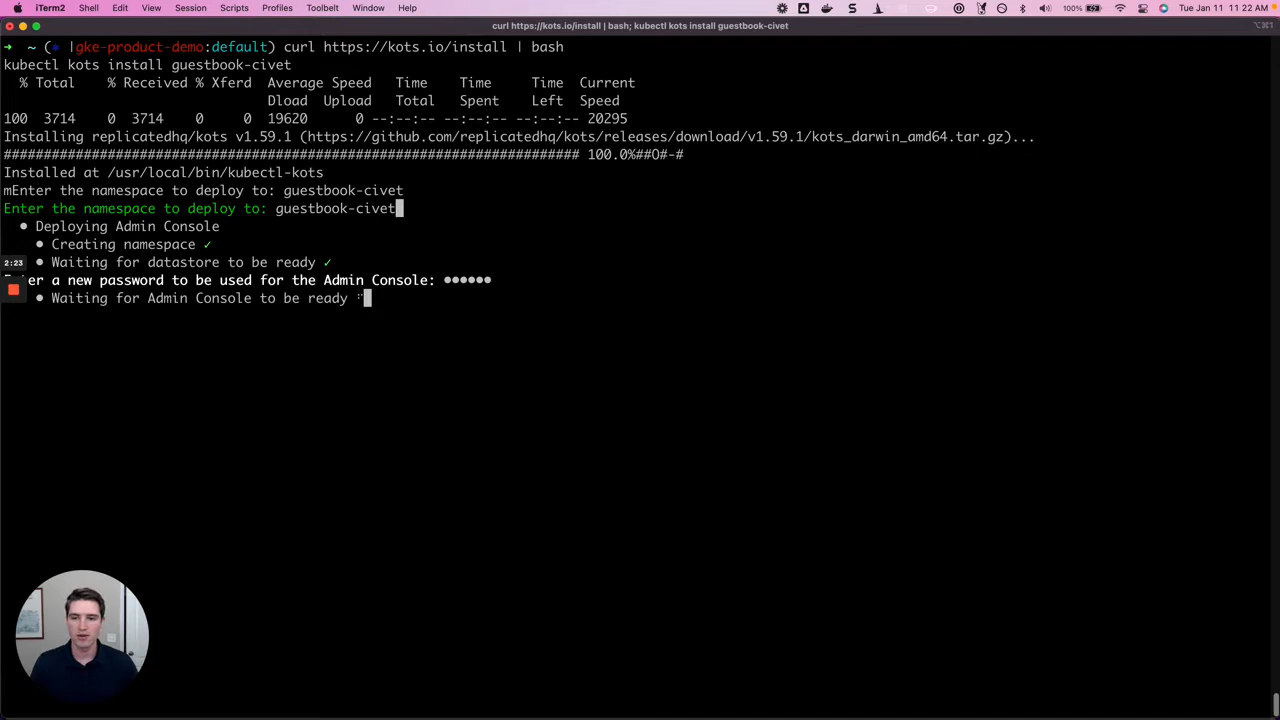 iTerm2 Shell Edit View Session Scripts Profiles Toolbelt Window Help 100% Tue Jan 11 11:22 AM
curl https://kots.io/install | bash; kubectl kots install guestbook-civet ⌥⌘1
➜ ~ (* |gke-product-demo:default) curl https://kots.io/install | bash
kubectl kots install guestbook-civet
% Total % Received % Xferd Average Speed Time Time Time Current
Dload Upload Total Spent Left Speed
100 3714 0 3714 0 0 19620 0 --:--:-- --:--:-- --:--:-- 20295
Installing replicatedhq/kots v1.59.1 (https://github.com/replicatedhq/kots/releases/download/v1.59.1/kots_darwin_amd64.tar.gz)...
######################################################################## 100.0%##O#-#
Installed at /usr/local/bin/kubectl-kots
mEnter the namespace to deploy to: guestbook-civet
Enter the namespace to deploy to: guestbook-civet
• Deploying Admin Console
• Creating namespace ✓
2:23
• Waiting for datastore to be ready ✓
er a new password to be used for the Admin Console: ••••••
• Waiting for Admin Console to be ready